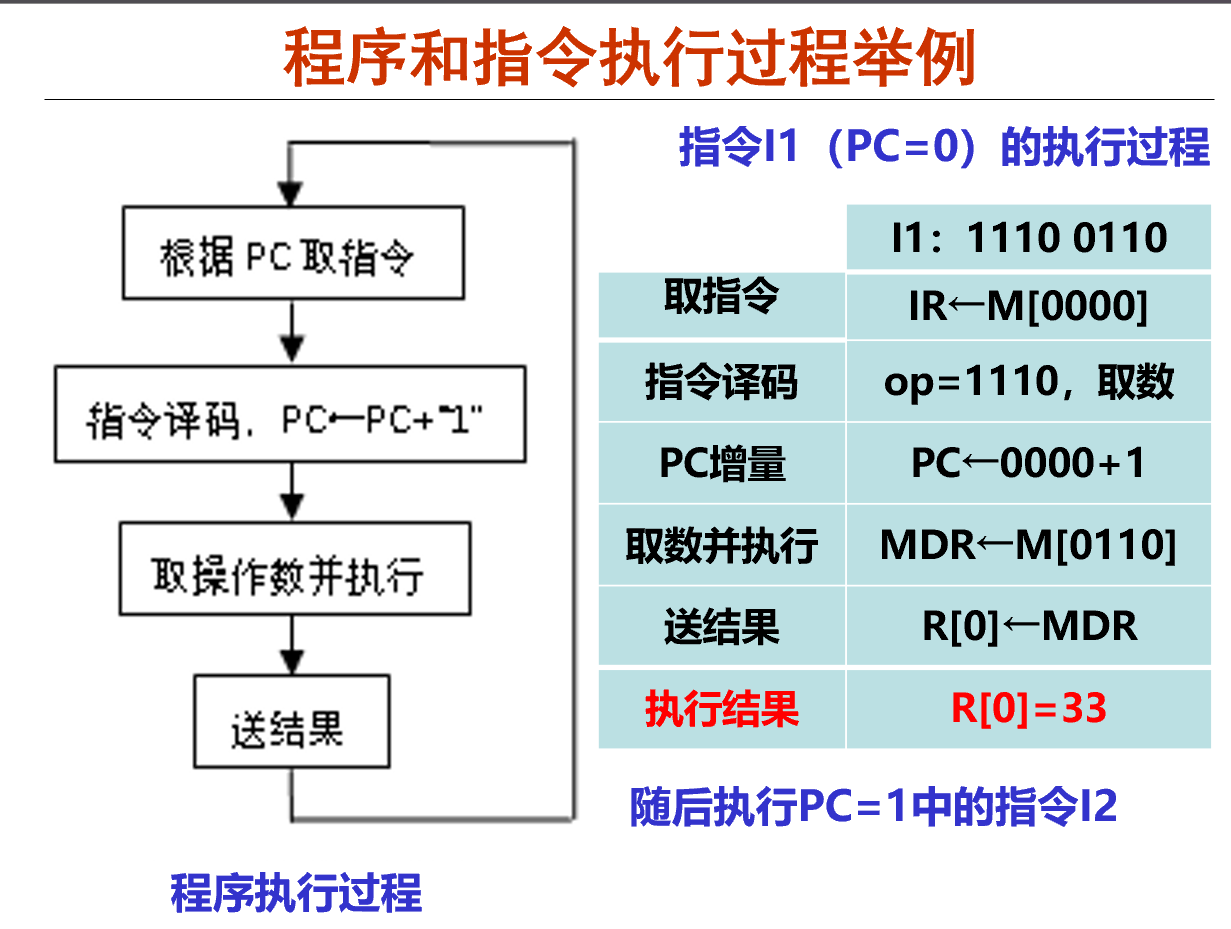 程序和指令执行过程举例
指令I1（PC=0）的执行过程
根据 PC 取指令
指令译码．PC←PC+"1"
取操作数并执行
送结果
程序执行过程
I1：1110 0110
取指令 IR←M[0000]
指令译码 op=1110，取数
PC增量 PC←0000+1
取数并执行 MDR←M[0110]
送结果 R[0]←MDR
执行结果 R[0]=33
随后执行PC=1中的指令I2